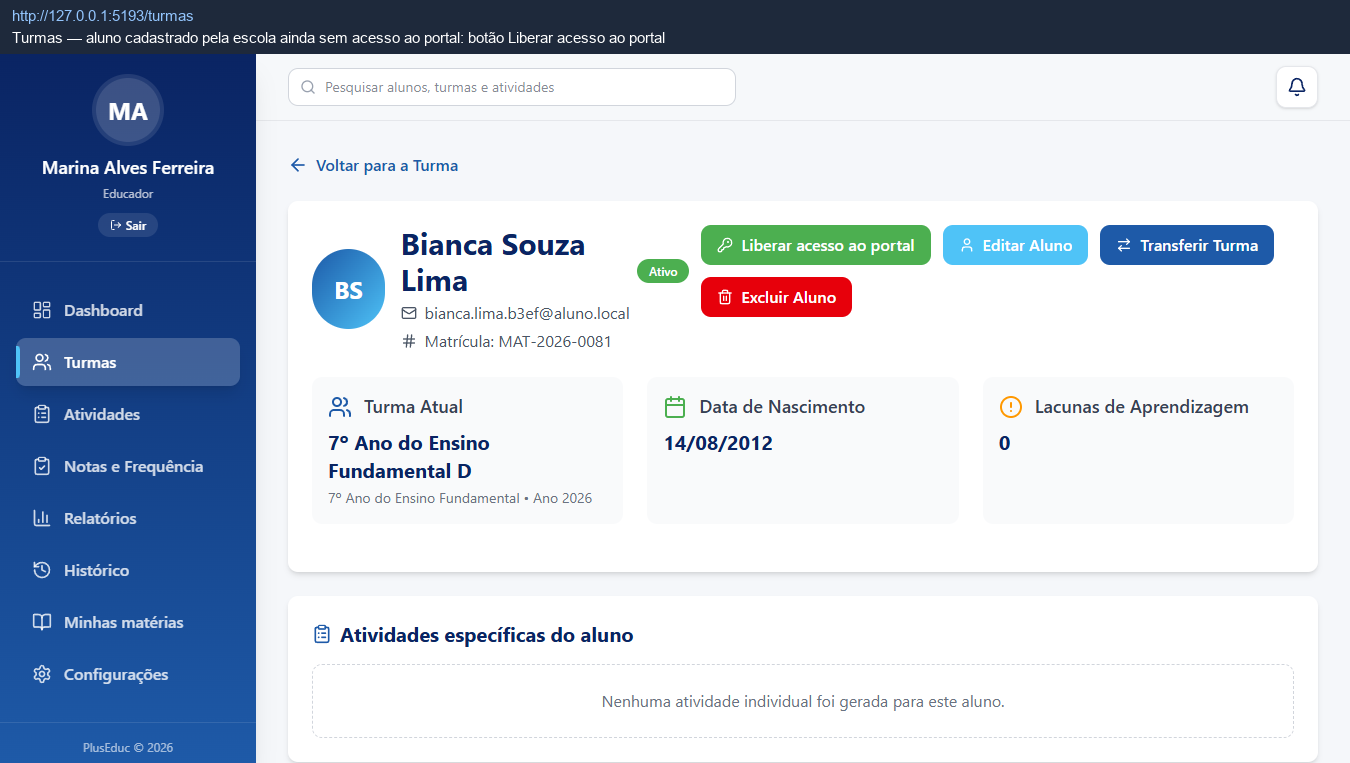 http://127.0.0.1:5193/turmas
Turmas — aluno cadastrado pela escola ainda sem acesso ao portal: botão Liberar acesso ao portal
MA
Marina Alves Ferreira
Educador
Sair
Dashboard
Turmas
Atividades
Notas e Frequência
Relatórios
Histórico
Minhas matérias
Configurações
PlusEduc © 2026
Pesquisar alunos, turmas e atividades
Voltar para a Turma
BS
Bianca Souza
Lima
bianca.lima.b3ef@aluno.local
Matrícula: MAT-2026-0081
Ativo
Liberar acesso ao portal
Editar Aluno
Transferir Turma
Excluir Aluno
Turma Atual
7º Ano do Ensino
Fundamental D
7º Ano do Ensino Fundamental • Ano 2026
Data de Nascimento
14/08/2012
Lacunas de Aprendizagem
0
Atividades específicas do aluno
Nenhuma atividade individual foi gerada para este aluno.